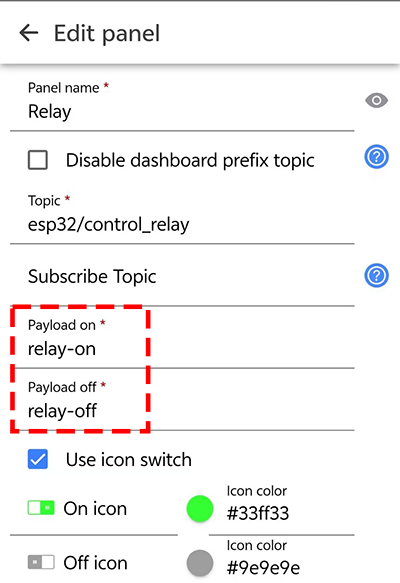 Edit panel
Panel name *
Relay
Disable dashboard prefix topic
Topic *
esp32/control_relay
Subscribe Topic
Payload on *
relay-on
Payload off *
relay-off
Use icon switch
On icon
Icon color
#33ff33
Off icon
Icon color
#9e9e9e